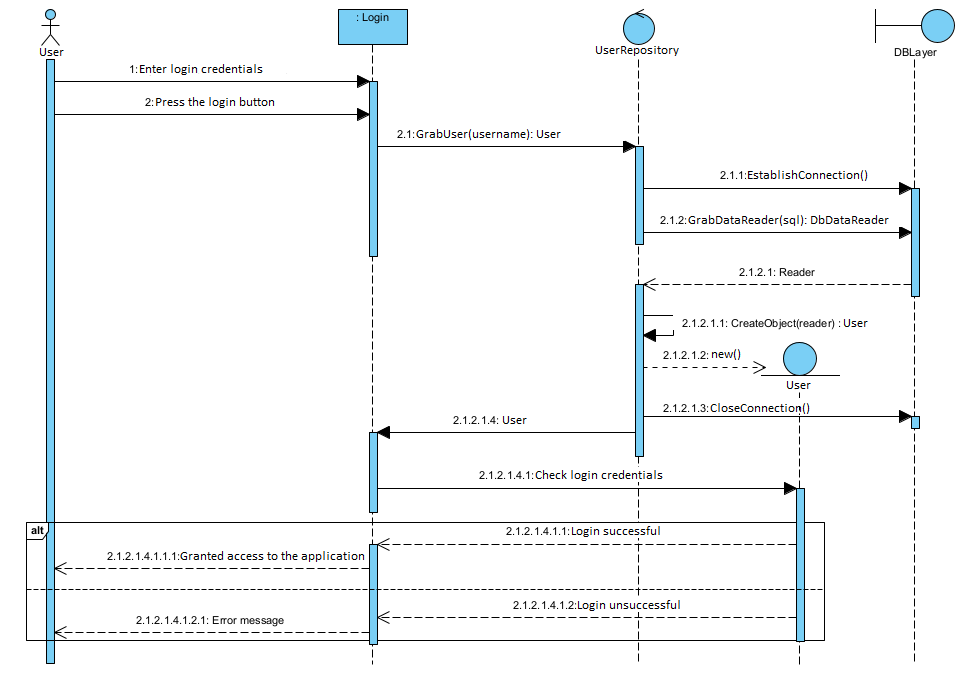 : Login
User
UserRepository
DBLayer
1:Enter login credentials
2:Press the login button
2.1:GrabUser(username): User
2.1.1:EstablishConnection()
2.1.2:GrabDataReader(sql): DbDataReader
2.1.2.1: Reader
2.1.2.1.1: CreateObject(reader) : User
2.1.2.1.2: new()
User
2.1.2.1.3:CloseConnection()
2.1.2.1.4: User
2.1.2.1.4.1:Check login credentials
alt
2.1.2.1.4.1.1:Login successful
2.1.2.1.4.1.1.1:Granted access to the application
2.1.2.1.4.1.2:Login unsuccessful
2.1.2.1.4.1.2.1: Error message